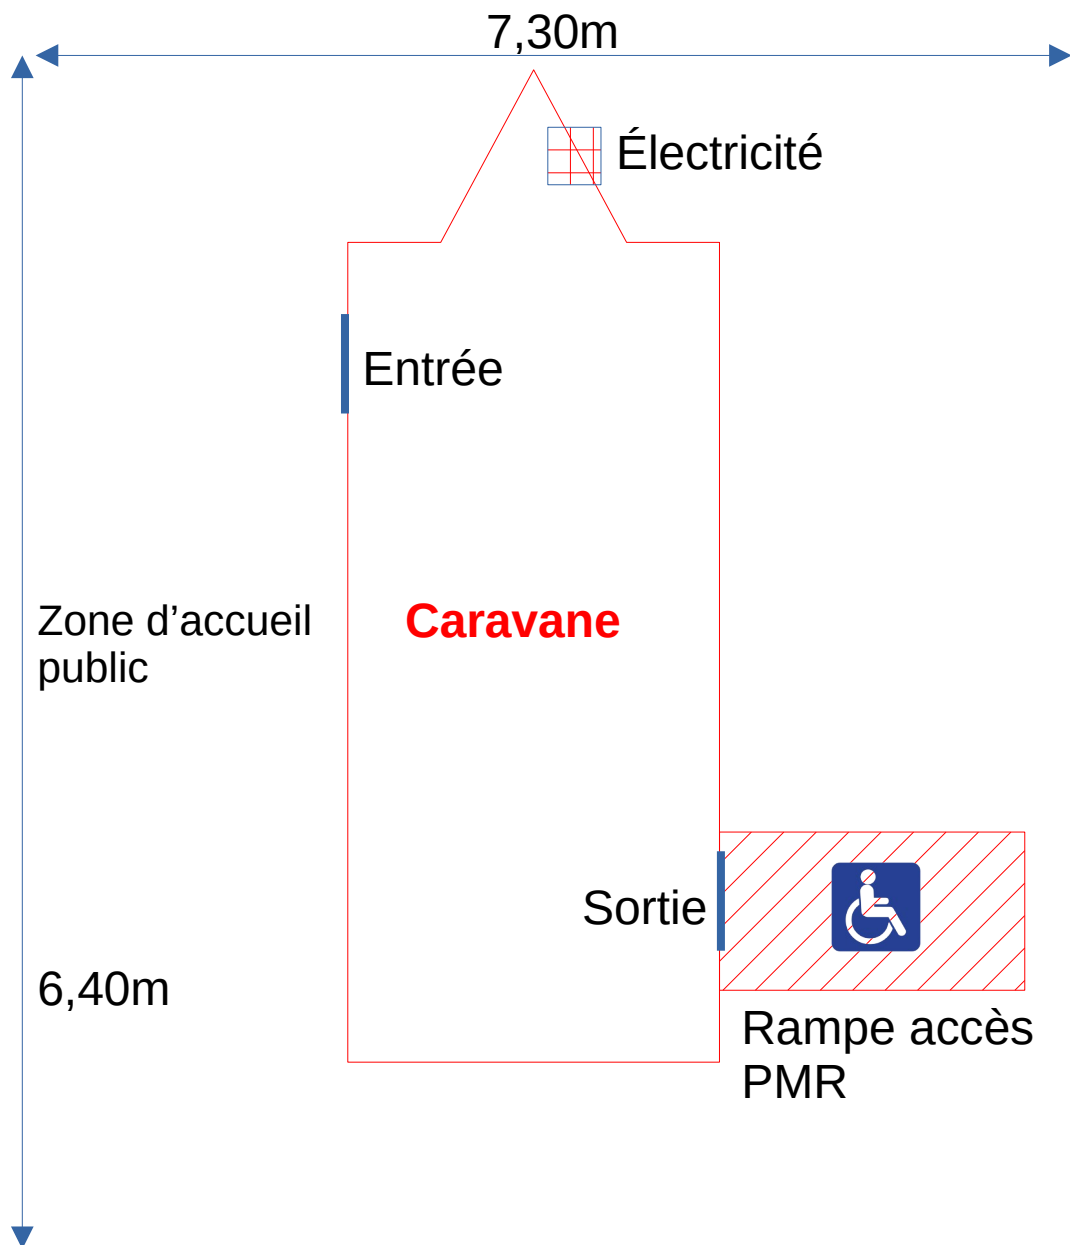 7,30m
Électricité
Entrée
Zone d’accueil
public
Caravane
Sortie
6,40m
Rampe accès
PMR